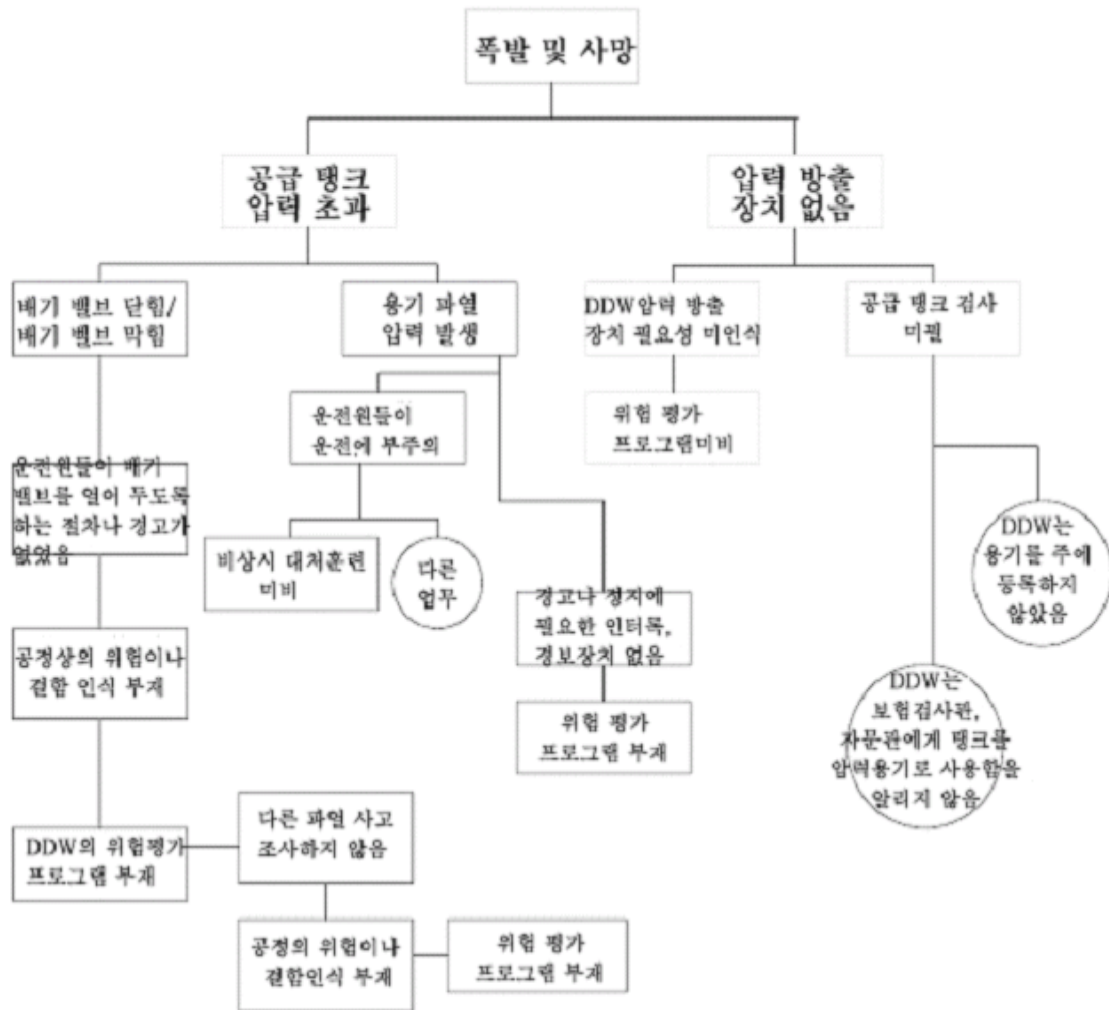 폭발 및 사망
공급 탱크
압력 초과
압력 방출
장치 없음
배기 밸브 닫힘/
배기 벨브 막힘
용기 파열
압력 발생
DDW압력 방출
장치 필요성 미인식
공급 탱크 검사
미필
운전원들이
운전에 부주의
위험 평가
프로그램미비
운전원들이 배기
밸브를 열어 두도록
하는 절차나 경고가
없었음
비상시 대처훈련
미비
다른
업무
DDW는
용기를 주에
등록하지
않았음
경고나 정지에
필요한 인터록,
경보장치 없음
공정상의 위험이나
결함 인식 부재
위험 평가
프로그램 부재
DDW는
보험검사관,
자문관에게 탱크를
압력용기로 사용함을
알리지 않음
DDW의 위험평가
프로그램 부재
다른 파열 사고
조사하지 않음
공정의 위험이나
결함인식 부재
위험 평가
프로그램 부재